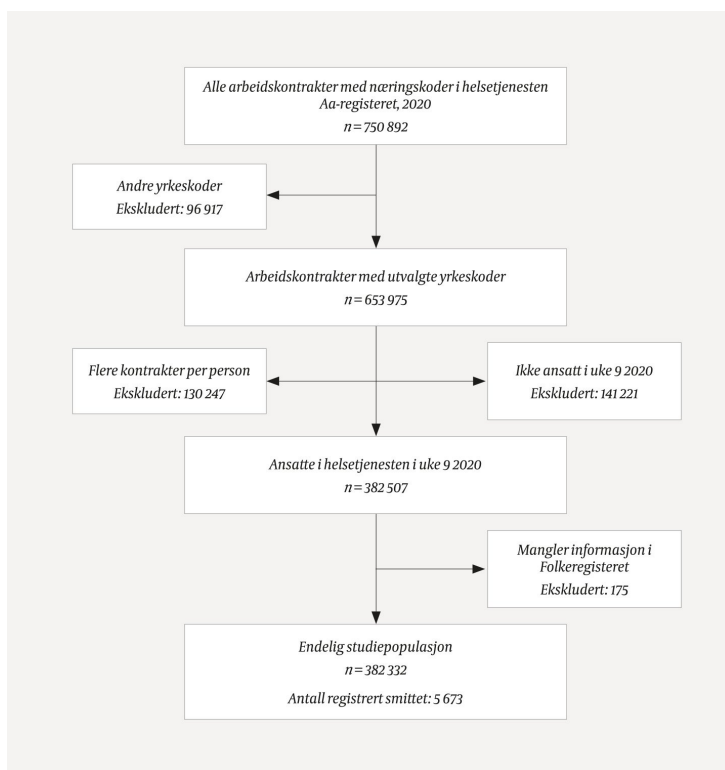 Alle arbeidskontrakter med næringskoder i helsetjenesten
Aa-registeret, 2020
n = 750 892
Andre yrkeskoder
Ekskludert: 96 917
Arbeidskontrakter med utvalgte yrkeskoder
n = 653 975
Flere kontrakter per person
Ekskludert: 130 247
Ikke ansatt i uke 9 2020
Ekskludert: 141 221
Ansatte i helsetjenesten i uke 9 2020
n = 382 507
Mangler informasjon i
Folkeregisteret
Ekskludert: 175
Endelig studiepopulasjon
n = 382 332
Antall registrert smittet: 5 673